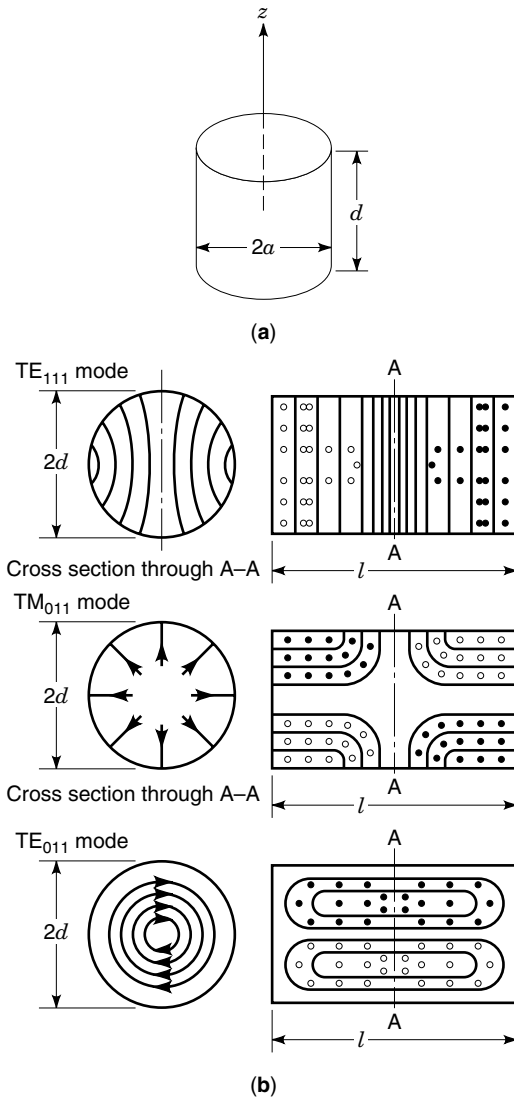 z
d
2a
(a)
TE₁₁₁ mode
A
2d
A
Cross section through A–A
l
TM₀₁₁ mode
A
2d
A
Cross section through A–A
l
TE₀₁₁ mode
A
2d
A
l
(b)